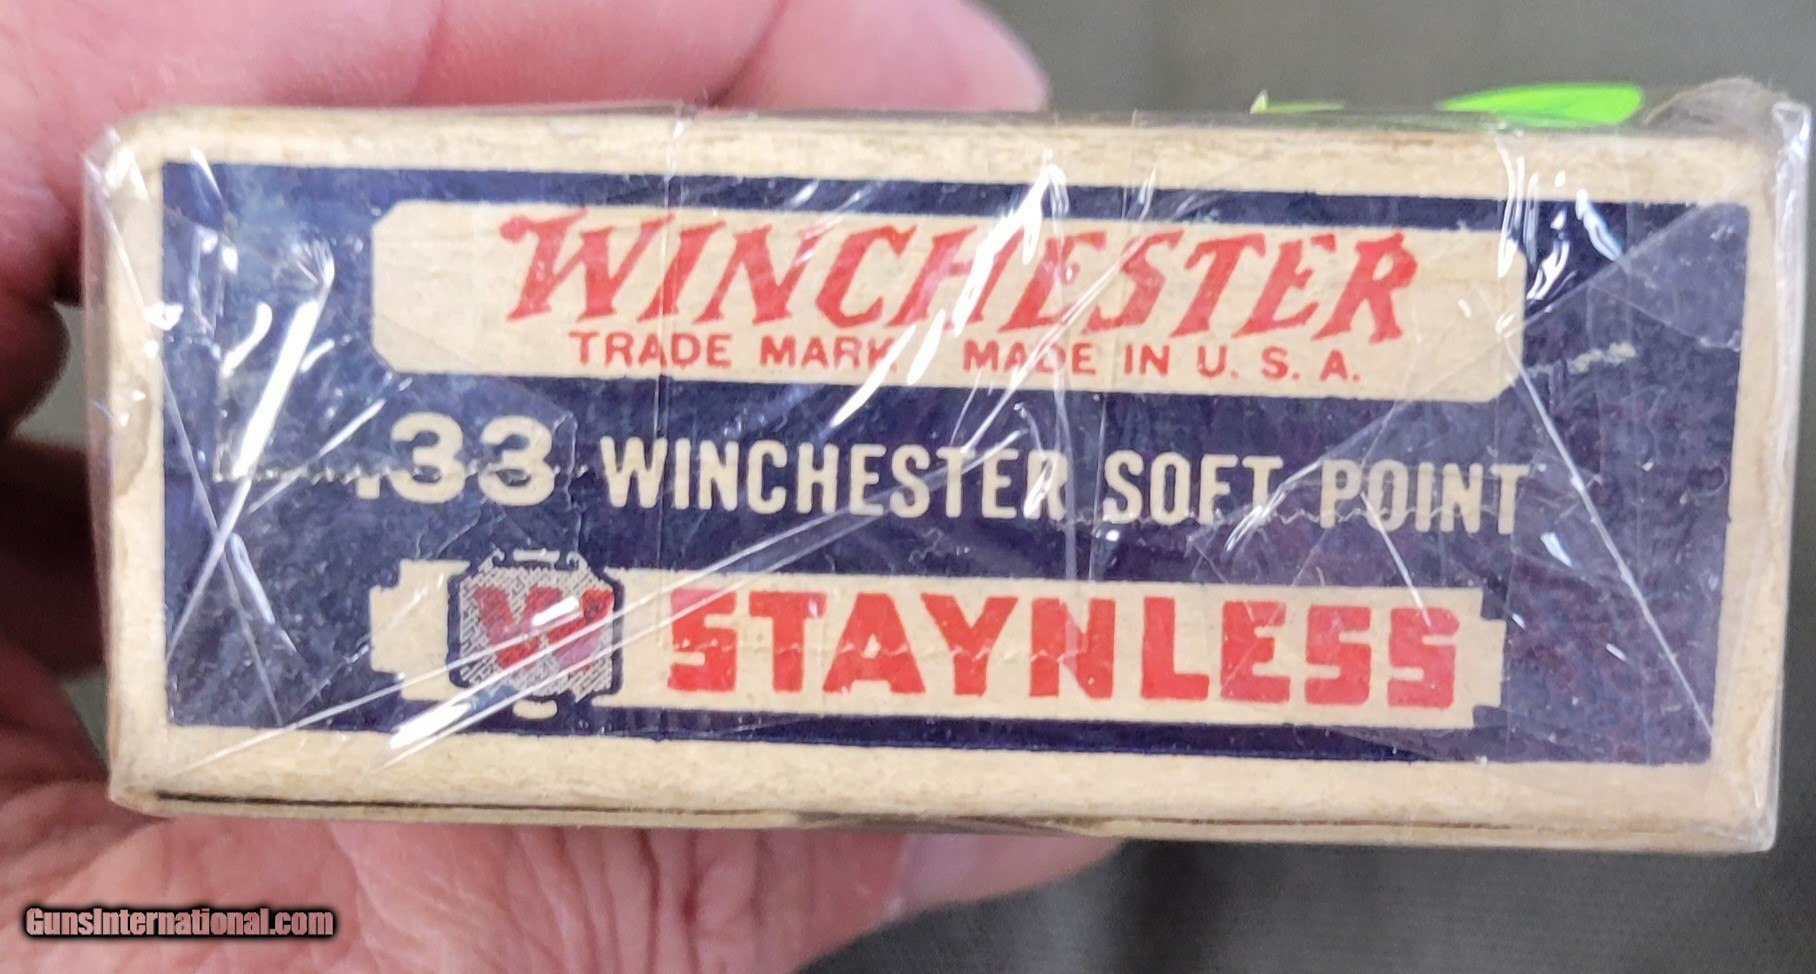 WINCHESTER
TRADE MARK MADE IN U. S. A.
.33 WINCHESTER SOFT POINT
W STAYNLESS
GunsInternational.com